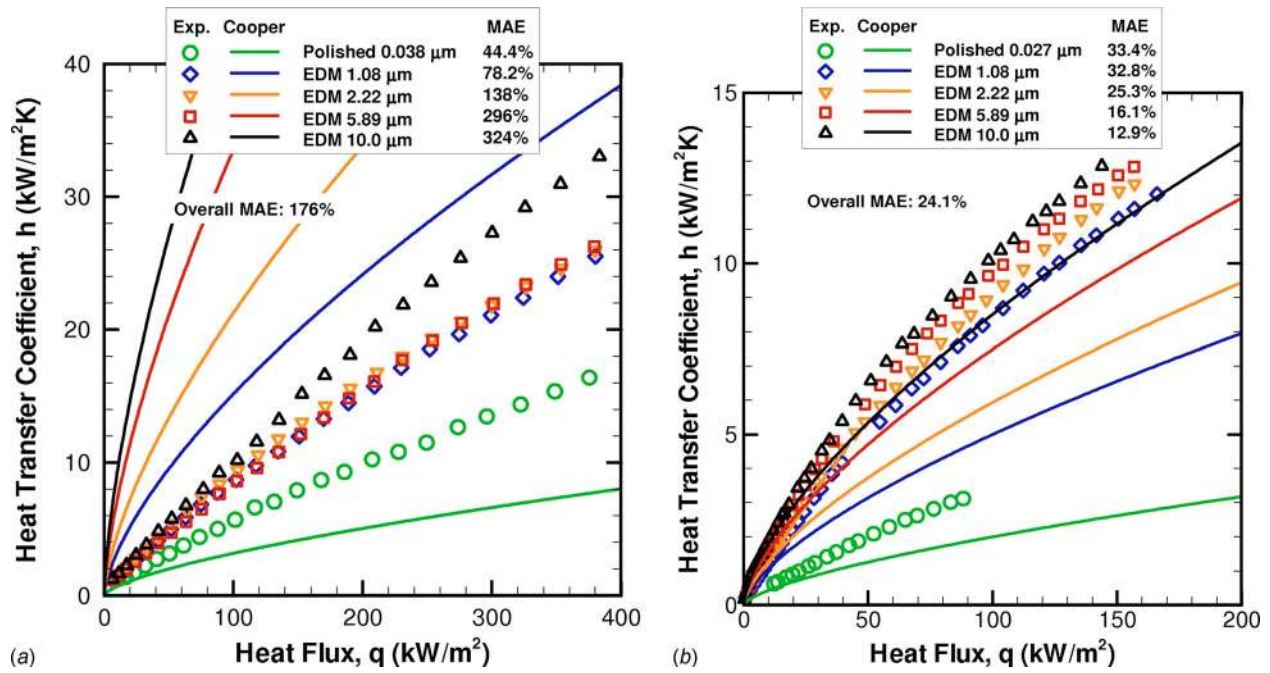 Exp. Cooper MAE
Polished 0.038 μm 44.4%
EDM 1.08 μm 78.2%
EDM 2.22 μm 138%
EDM 5.89 μm 296%
EDM 10.0 μm 324%
Overall MAE: 176%
Heat Transfer Coefficient, h (kW/m²K)
40
30
20
10
0
0 100 200 300 400
Heat Flux, q (kW/m²)
(a)
Exp. Cooper MAE
Polished 0.027 μm 33.4%
EDM 1.08 μm 32.8%
EDM 2.22 μm 25.3%
EDM 5.89 μm 16.1%
EDM 10.0 μm 12.9%
Overall MAE: 24.1%
Heat Transfer Coefficient, h (kW/m²K)
15
10
5
0
0 50 100 150 200
Heat Flux, q (kW/m²)
(b)